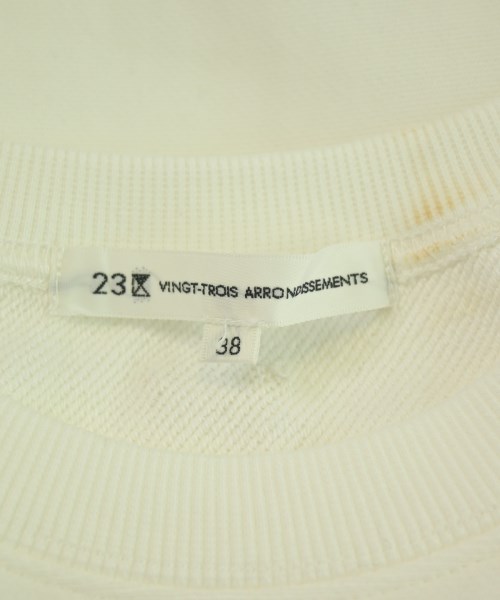 23区 VINGT-TROIS ARRONDISSEMENTS
38